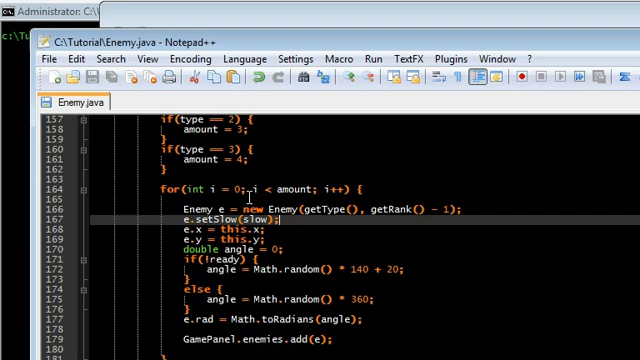 Administrator: C:\
C:\Tu
C:\Tutorial\Enemy.java - Notepad++
File Edit Search View Encoding Language Settings Macro Run TextFX Plugins Window ?
Enemy.java
157 if(type == 2)
158 amount = 3;
159 }
160 if(type == 3)
161 amount = 4;
162 }
163
164 for(int i = 0; i < amount; i++) {
165
166 Enemy e = new Enemy(getType(), getRank() - 1);
167 e.setSlow(slow);
168 e.x = this.x;
169 e.y = this.y;
170 double angle = 0;
171 if(!ready) {
172 angle = Math.random() * 140 + 20;
173 }
174 else {
175 angle = Math.random() * 360;
176 }
177 e.rad = Math.toRadians(angle);
178
179 GamePanel.enemies.add(e);
180
181 }